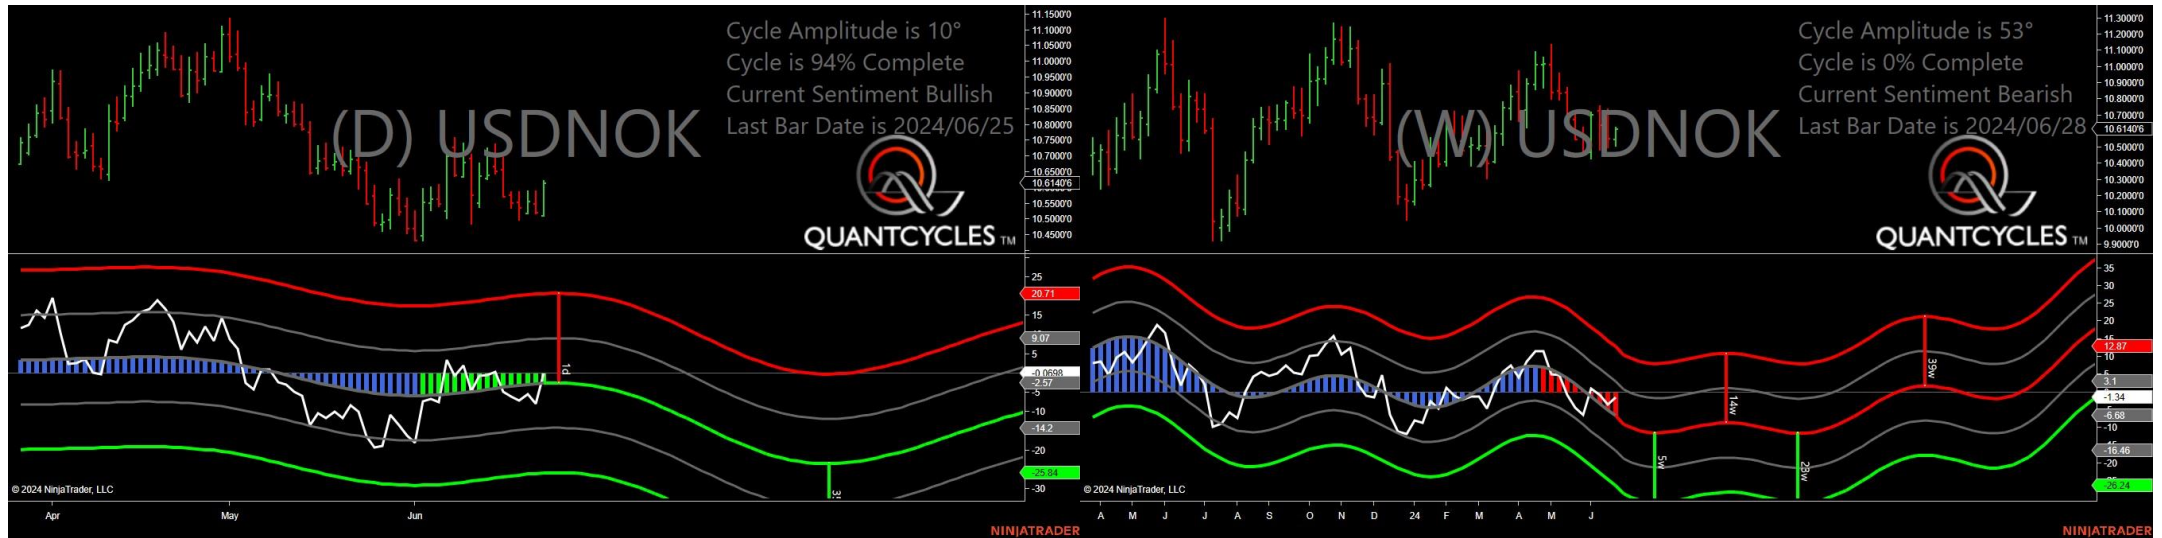 Cycle Amplitude is 10°
Cycle is 94% Complete
Current Sentiment Bullish
Last Bar Date is 2024/06/25
(D) USDNOK
QUANTCYCLES TM
11.1500'0
11.1000'0
11.0500'0
11.0000'0
10.9500'0
10.9000'0
10.8500'0
10.8000'0
10.7500'0
10.7000'0
10.6500'0
10.6140'6
10.5500'0
10.5000'0
10.4500'0
25
20.71
15
9.07
5
-0.0698
-2.57
-5
-10
-14.2
-20
-25.84
-30
1d
© 2024 NinjaTrader, LLC
Apr
May
Jun
NINJATRADER
Cycle Amplitude is 53°
Cycle is 0% Complete
Current Sentiment Bearish
Last Bar Date is 2024/06/28
(W) USDNOK
QUANTCYCLES TM
11.3000'0
11.2000'0
11.1000'0
11.0000'0
10.9000'0
10.8000'0
10.7000'0
10.6140'6
10.5000'0
10.4000'0
10.3000'0
10.2000'0
10.1000'0
10.0000'0
9.9000'0
35
30
25
20
12.87
10
3.1
-1.34
-6.68
-10
-16.46
-20
-26.24
5w
14w
28w
39w
© 2024 NinjaTrader, LLC
A M J J A S O N D 24 F M A M J
NINJATRADER